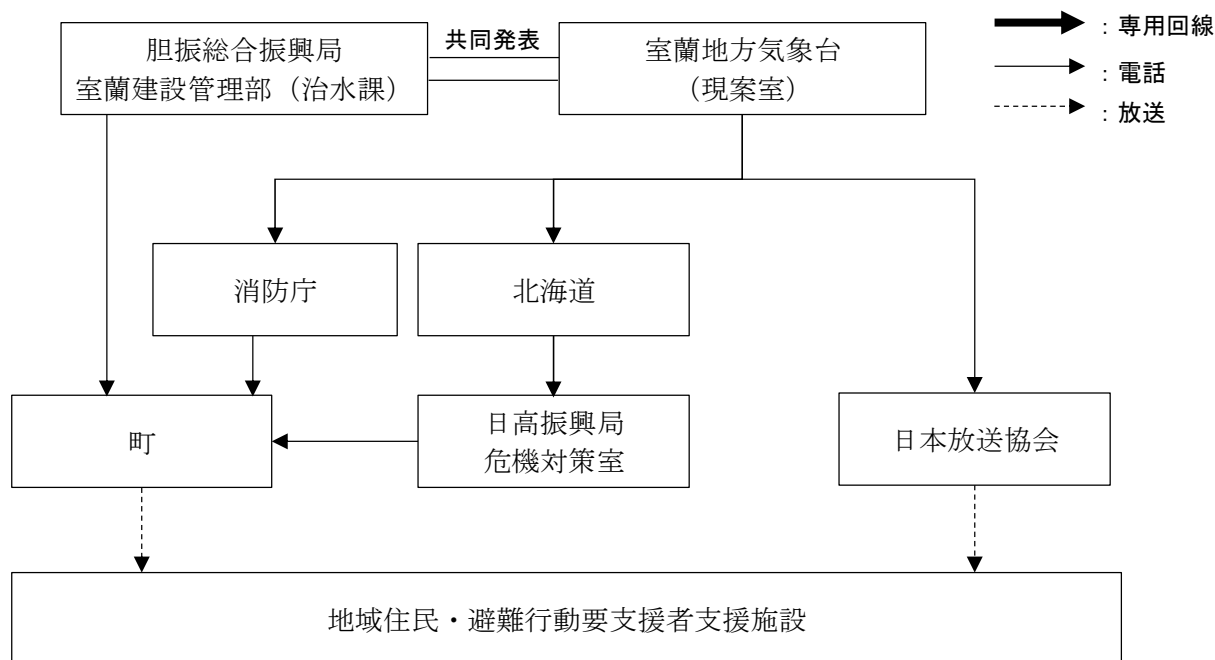 胆振総合振興局
室蘭建設管理部（治水課）
共同発表
室蘭地方気象台
（現案室）
：専用回線
：電話
：放送
消防庁
北海道
町
日高振興局
危機対策室
日本放送協会
地域住民・避難行動要支援者支援施設